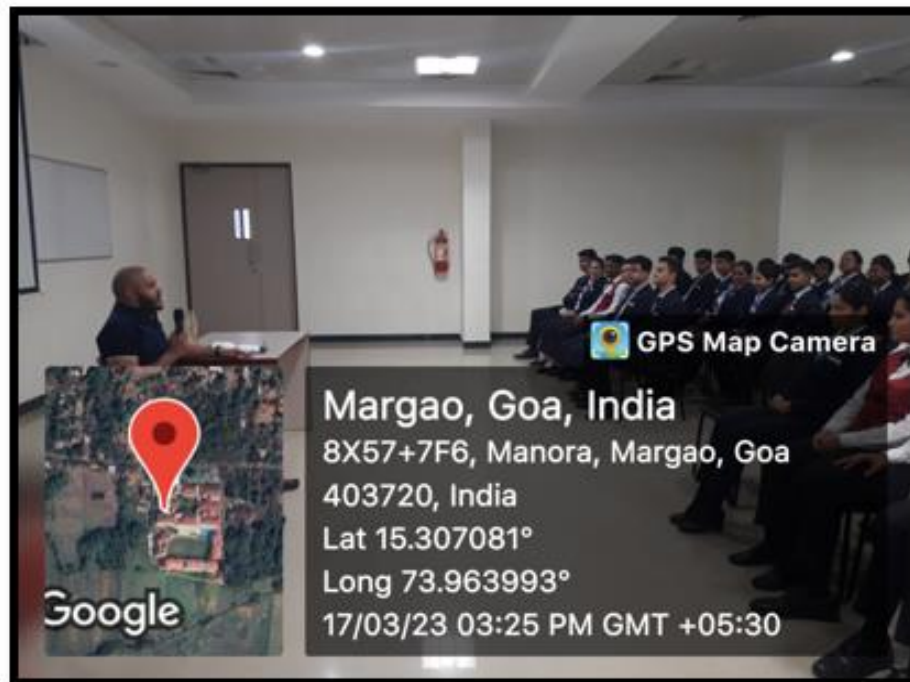 GPS Map Camera
Margao, Goa, India
8X57+7F6, Manora, Margao, Goa
403720, India
Lat 15.307081°
Long 73.963993°
17/03/23 03:25 PM GMT +05:30
Google